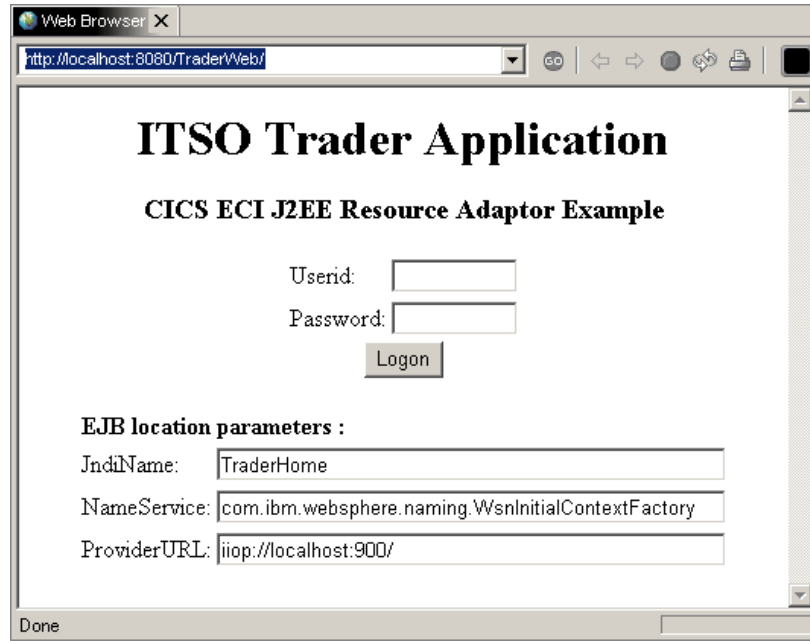 Web Browser X
http://localhost:8080/TraderWeb/ GO
ITSO Trader Application
CICS ECI J2EE Resource Adaptor Example
Userid:
Password:
Logon
EJB location parameters :
JndiName: TraderHome
NameService: com.ibm.websphere.naming.WsnInitialContextFactory
ProviderURL: iiop://localhost:900/
Done